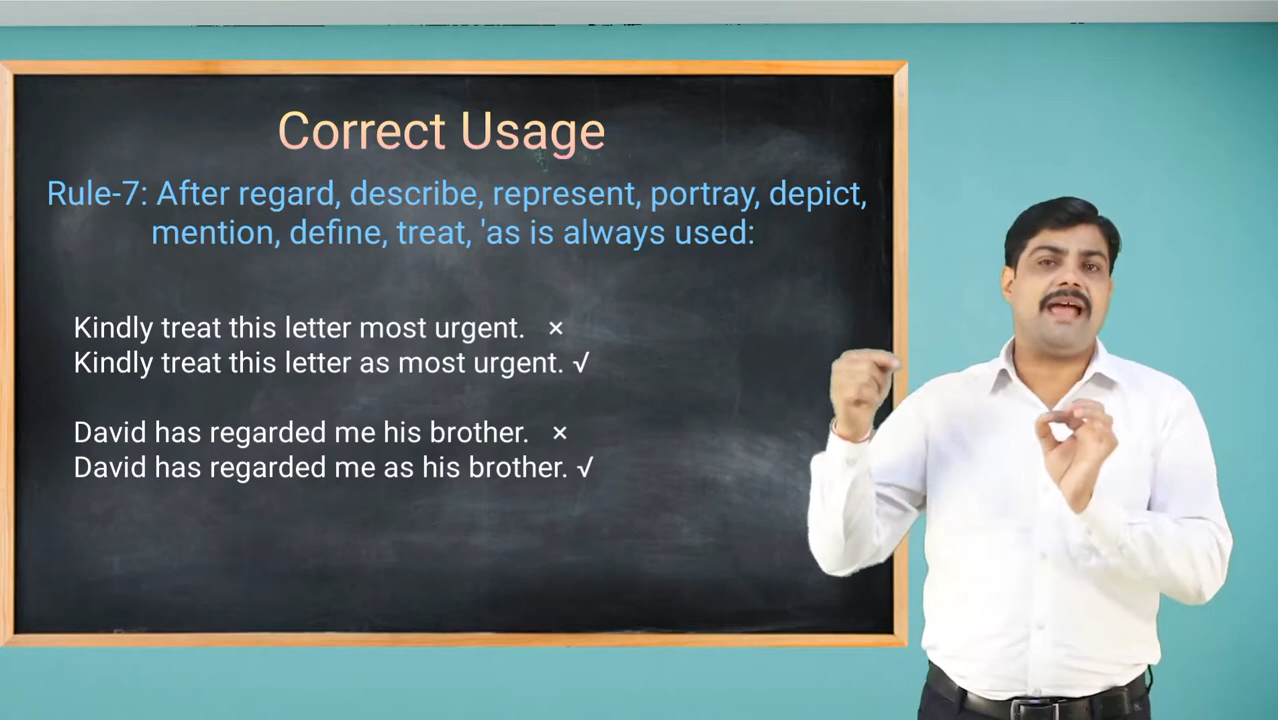 Correct Usage
Rule-7: After regard, describe, represent, portray, depict,
mention, define, treat, 'as is always used:
Kindly treat this letter most urgent. ×
Kindly treat this letter as most urgent. √
David has regarded me his brother. ×
David has regarded me as his brother. √